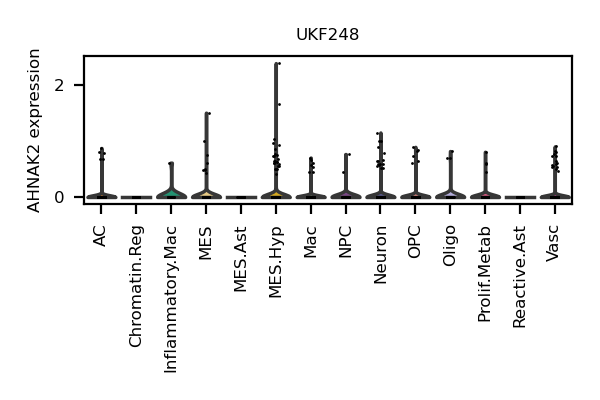 UKF248
AHNAK2 expression
2
0
AC
Chromatin.Reg
Inflammatory.Mac
MES
MES.Ast
MES.Hyp
Mac
NPC
Neuron
OPC
Oligo
Prolif.Metab
Reactive.Ast
Vasc